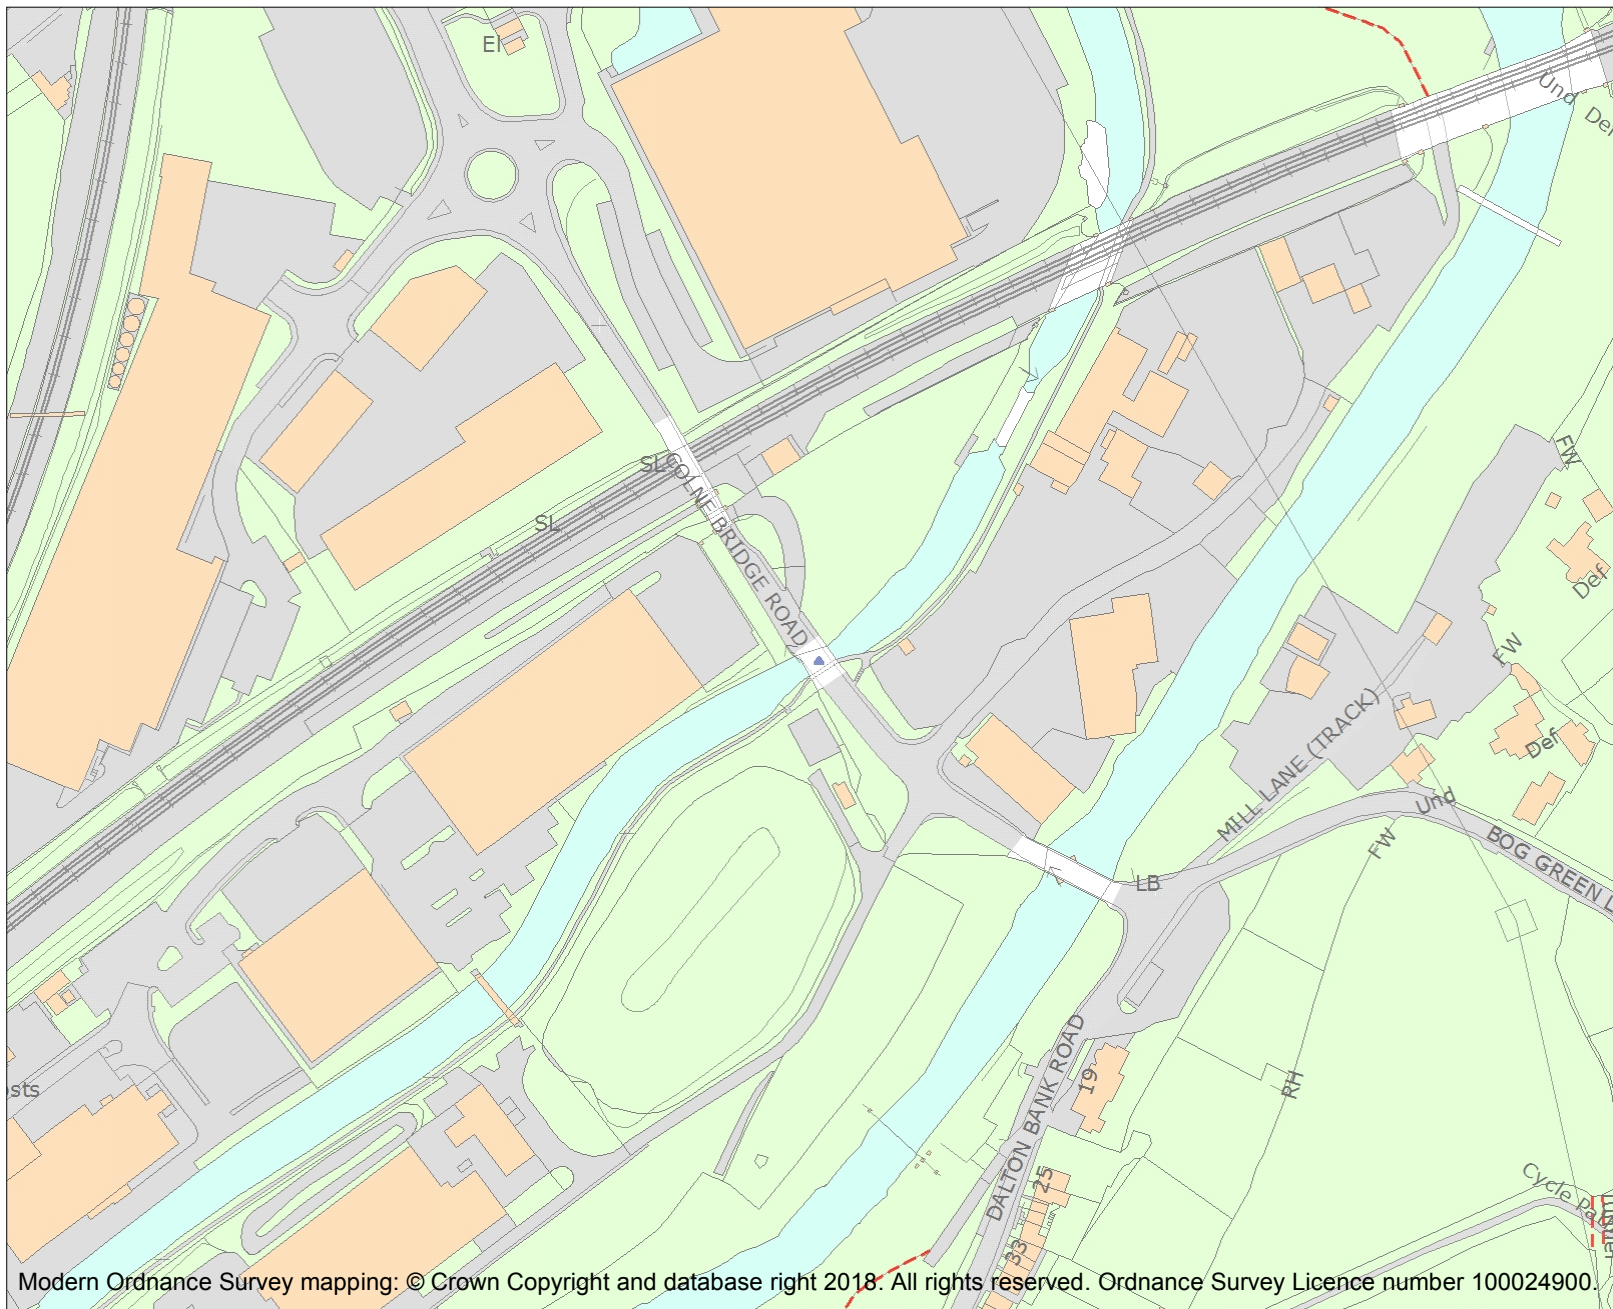 El
Und
SL
COLNE BRIDGE ROAD
SL
FW
Def
FW
MILL LANE (TRACK)
Def
Und
BOG GREEN L
FW
LB
DALTON BANK ROAD
19
RH
sts
25
Cycle Pa
33
Modern Ordnance Survey mapping: © Crown Copyright and database right 2018. All rights reserved. Ordnance Survey Licence number 100024900.